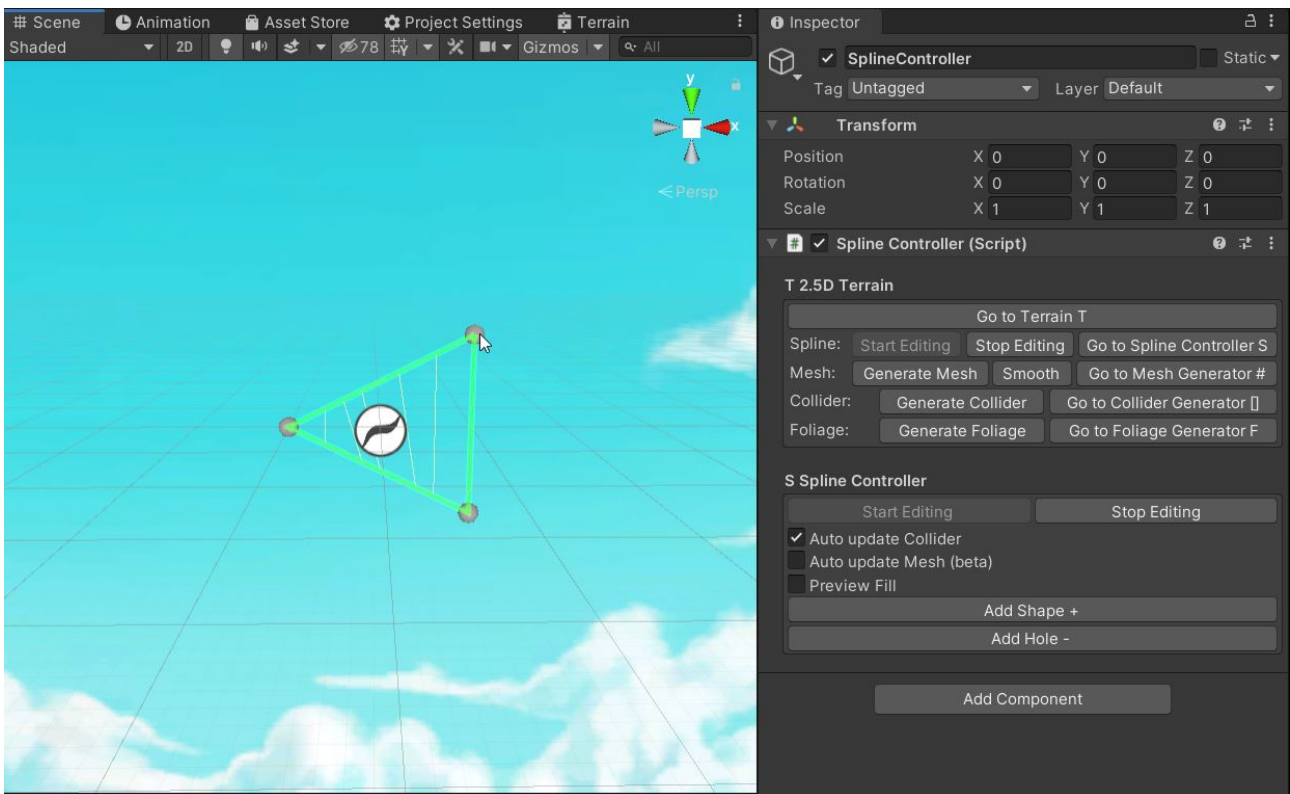 Scene Animation Asset Store Project Settings Terrain
Shaded 2D 78 Gizmos All
y
x
Persp
Inspector
SplineController Static
Tag Untagged Layer Default
Transform
Position X 0 Y 0 Z 0
Rotation X 0 Y 0 Z 0
Scale X 1 Y 1 Z 1
# Spline Controller (Script)
T 2.5D Terrain
Go to Terrain T
Spline: Start Editing Stop Editing Go to Spline Controller S
Mesh: Generate Mesh Smooth Go to Mesh Generator #
Collider: Generate Collider Go to Collider Generator []
Foliage: Generate Foliage Go to Foliage Generator F
S Spline Controller
Start Editing Stop Editing
Auto update Collider
Auto update Mesh (beta)
Preview Fill
Add Shape +
Add Hole -
Add Component